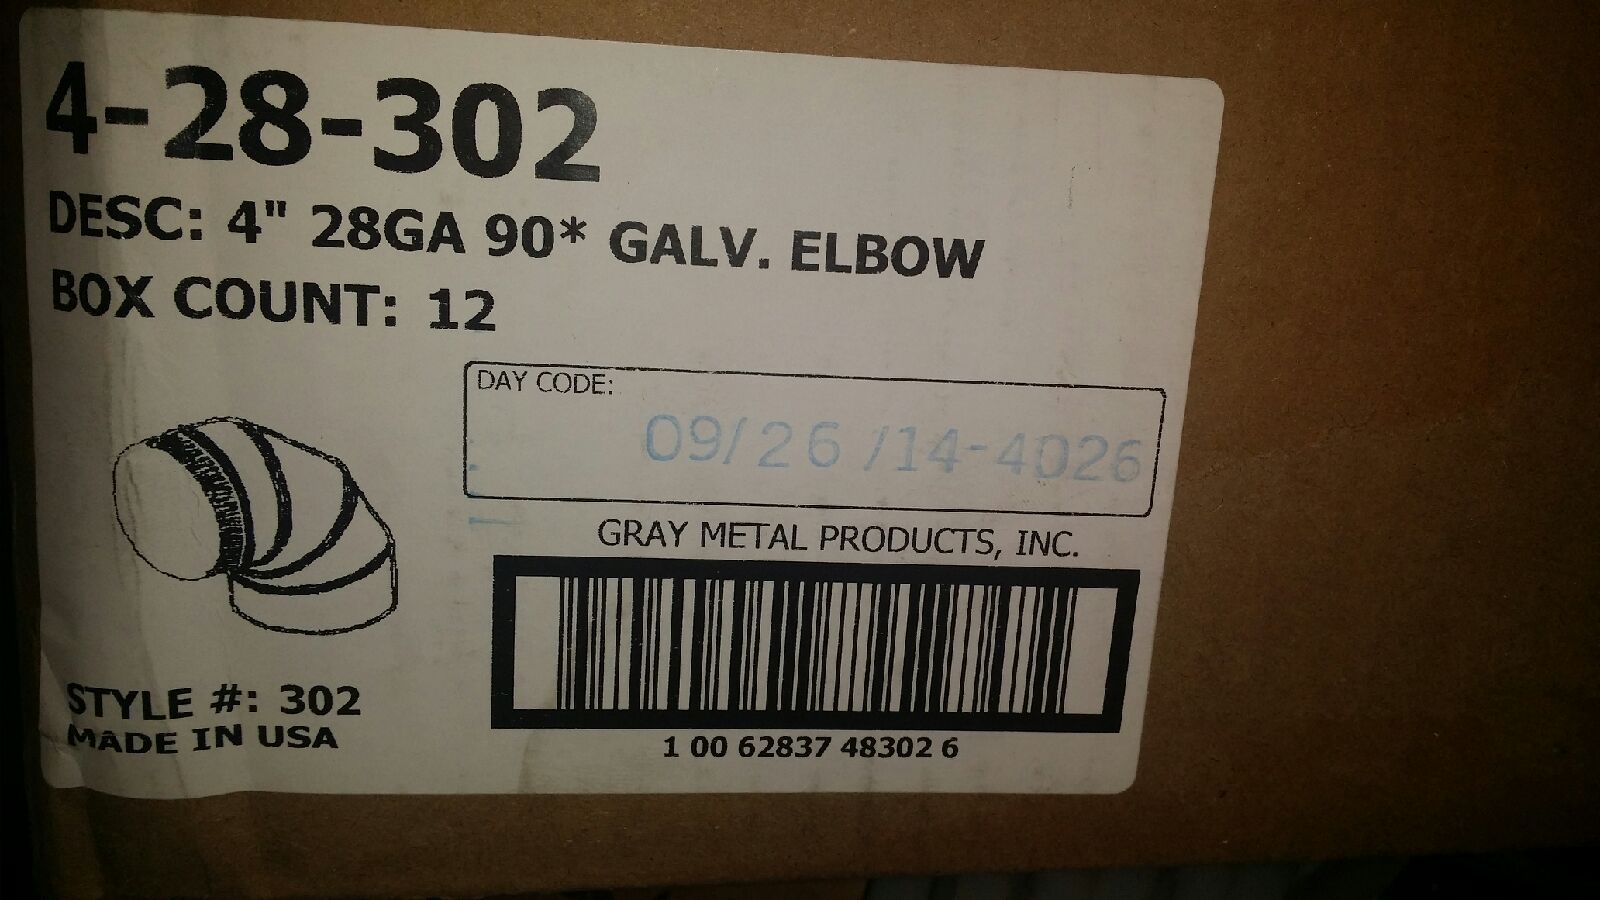 4-28-302
DESC: 4" 28GA 90* GALV. ELBOW
BOX COUNT: 12
DAY CODE:
09/26/14-4026
GRAY METAL PRODUCTS, INC.
STYLE #: 302
MADE IN USA
1 00 62837 48302 6